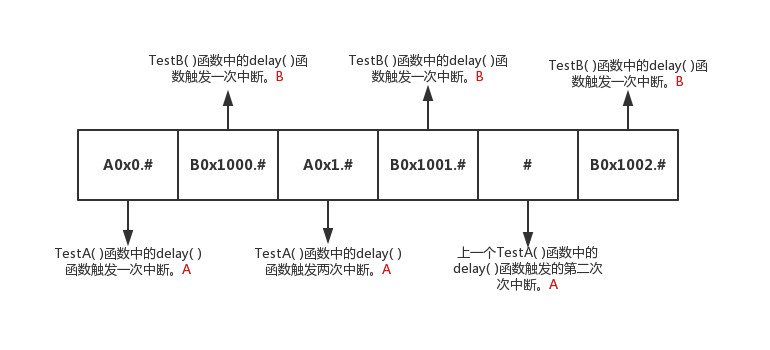 TestB( )函数中的delay( )函
数触发一次中断。B
TestB( )函数中的delay( )函
数触发一次中断。B
TestB( )函数中的delay( )函
数触发一次中断。B
A0x0.#
B0x1000.#
A0x1.#
B0x1001.#
#
B0x1002.#
TestA( )函数中的delay( )
函数触发一次中断。A
TestA( )函数中的delay( )
函数触发两次中断。A
上一个TestA( )函数中的
delay( )函数触发的第二次
次中断。A